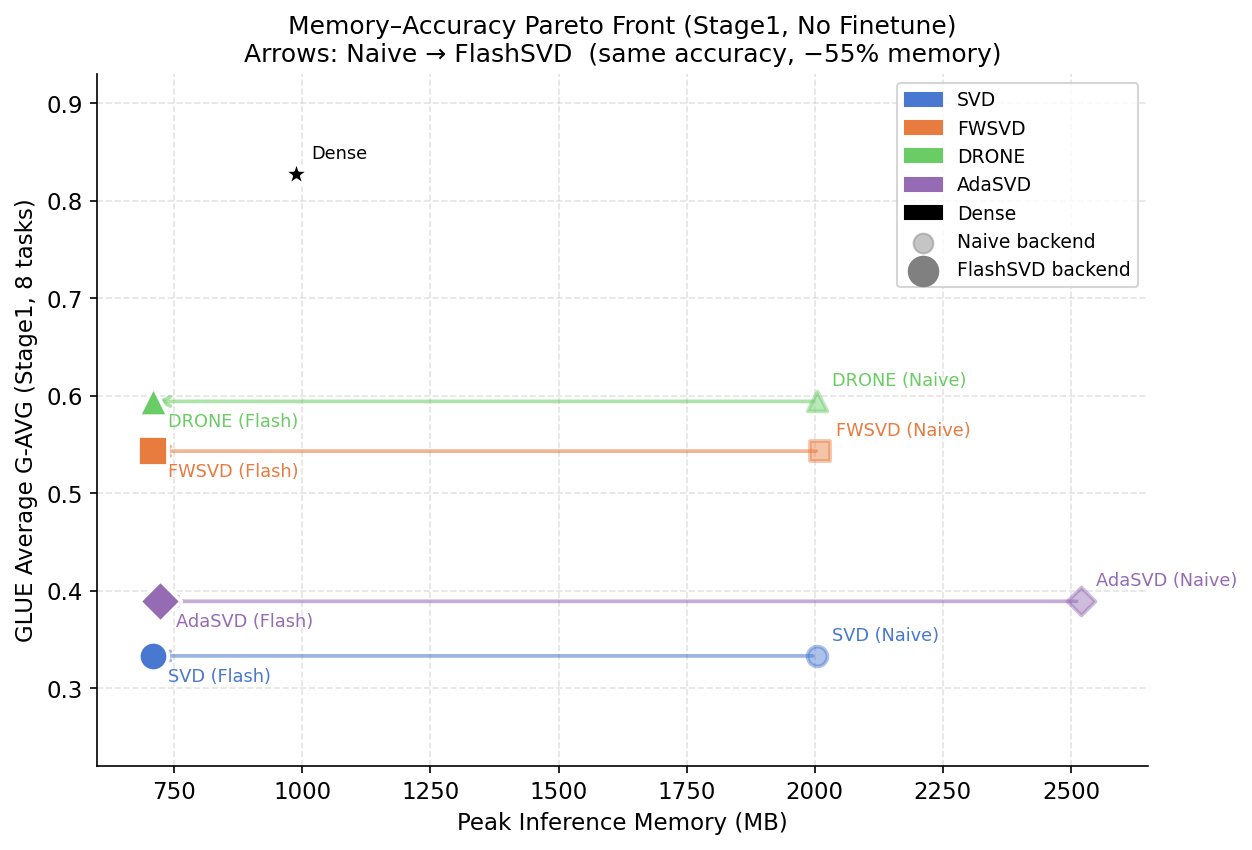 Memory–Accuracy Pareto Front (Stage1, No Finetune)
Arrows: Naive → FlashSVD  (same accuracy, −55% memory)
GLUE Average G-AVG (Stage1, 8 tasks)
0.9
0.8
0.7
0.6
0.5
0.4
0.3
SVD
FWSVD
DRONE
AdaSVD
Dense
Naive backend
FlashSVD backend
Dense
DRONE (Naive)
DRONE (Flash)
FWSVD (Naive)
FWSVD (Flash)
AdaSVD (Naive)
AdaSVD (Flash)
SVD (Naive)
SVD (Flash)
750 1000 1250 1500 1750 2000 2250 2500
Peak Inference Memory (MB)